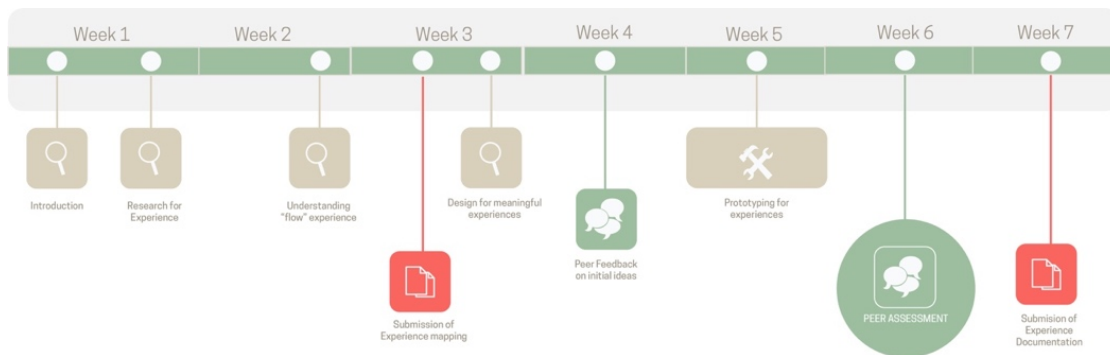 Week 1
Week 2
Week 3
Week 4
Week 5
Week 6
Week 7
Introduction
Research for
Experience
Understanding
"flow" experience
Design for meaningful
experiences
Prototyping for
experiences
Peer Feedback
on initial ideas
Submission of
Experience mapping
PEER ASSESSMENT
Submision of
Experience
Documentation